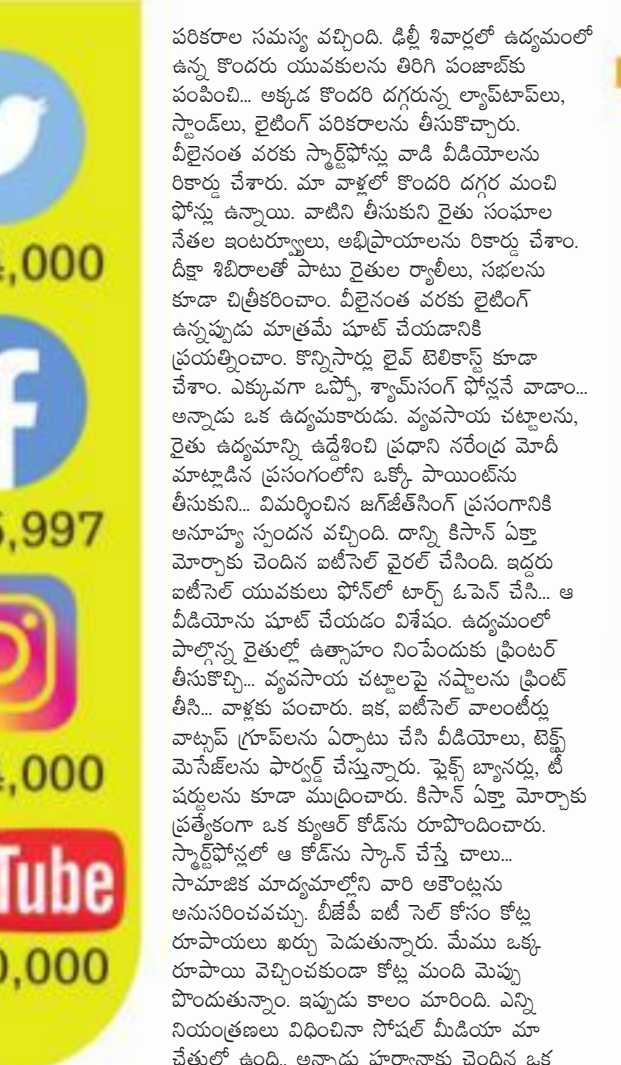 పరికరాల సమస్య వచ్చింది. ఢిల్లీ శివార్లలో ఉద్యమంలో
ఉన్న కొందరు యువకులను తిరిగి పంజాబ్‌కు
పంపించి... అక్కడ కొందరి దగ్గరున్న ల్యాప్‌టాప్‌లు,
స్టాండ్‌లు, లైటింగ్ పరికరాలను తీసుకొచ్చారు.
వీలైనంత వరకు స్మార్ట్‌ఫోన్లు వాడి వీడియోలను
రికార్డు చేశారు. మా వాళ్లలో కొందరి దగ్గర మంచి
ఫోన్లు ఉన్నాయి. వాటిని తీసుకుని రైతు సంఘాల
నేతల ఇంటర్వ్యూలు, అభిప్రాయాలను రికార్డు చేశాం.
దీక్షా శిబిరాలతో పాటు రైతుల ర్యాలీలు, సభలను
కూడా చిత్రీకరించాం. వీలైనంత వరకు లైటింగ్
ఉన్నప్పుడు మాత్రమే షూట్ చేయడానికి
ప్రయత్నించాం. కొన్నిసార్లు లైవ్ టెలికాస్ట్ కూడా
చేశాం. ఎక్కువగా ఒప్పో, శ్యామ్‌సంగ్ ఫోన్లనే వాడాం...
అన్నాడు ఒక ఉద్యమకారుడు. వ్యవసాయ చట్టాలను,
రైతు ఉద్యమాన్ని ఉద్దేశించి ప్రధాని నరేంద్ర మోదీ
మాట్లాడిన ప్రసంగంలోని ఒక్కో పాయింట్‌ను
తీసుకుని... విమర్శించిన జగ్‌జీత్‌సింగ్ ప్రసంగానికి
అనూహ్య స్పందన వచ్చింది. దాన్ని కిసాన్ ఏక్తా
మోర్చాకు చెందిన ఐటీసెల్ వైరల్ చేసింది. ఇద్దరు
ఐటీసెల్ యువకులు ఫోన్‌లో టార్చ్ ఓపెన్ చేసి... ఆ
వీడియోను షూట్ చేయడం విశేషం. ఉద్యమంలో
పాల్గొన్న రైతుల్లో ఉత్సాహం నింపేందుకు ప్రింటర్
తీసుకొచ్చి... వ్యవసాయ చట్టాలపై నష్టాలను ప్రింట్
తీసి... వాళ్లకు పంచారు. ఇక, ఐటీసెల్ వాలంటీర్లు
వాట్సప్ గ్రూప్‌లను ఏర్పాటు చేసి వీడియోలు, టెక్స్ట్
మెసేజ్‌లను ఫార్వర్డ్ చేస్తున్నారు. ఫ్లెక్స్ బ్యానర్లు, టీ
షర్టులను కూడా ముద్రించారు. కిసాన్ ఏక్తా మోర్చాకు
ప్రత్యేకంగా ఒక క్యుఆర్ కోడ్‌ను రూపొందించారు.
స్మార్ట్‌ఫోన్లలో ఆ కోడ్‌ను స్కాన్ చేస్తే చాలు...
సామాజిక మాధ్యమాల్లోని వారి అకౌంట్లను
అనుసరించవచ్చు. బీజేపీ ఐటీ సెల్ కోసం కోట్ల
రూపాయలు ఖర్చు పెడుతున్నారు. మేము ఒక్క
రూపాయి వెచ్చించకుండా కోట్ల మంది మెప్పు
పొందుతున్నాం. ఇప్పుడు కాలం మారింది. ఎన్ని
నియంత్రణలు విధించినా సోషల్ మీడియా మా
చేతుల్లో ఉంది.. అన్నాడు హర్యానాకు చెందిన ఒక
,000
,997
,000
Tube
,000